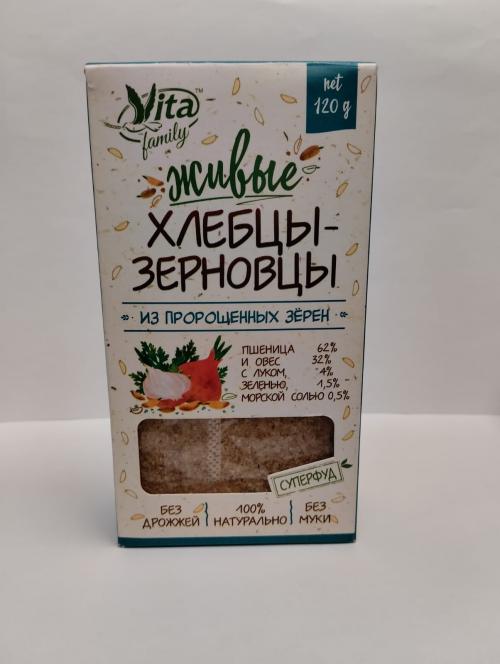 Vita™
family
net
120 g
живые
ХЛЕБЦЫ-
ЗЕРНОВЦЫ
ИЗ ПРОРОЩЕННЫХ ЗЁРЕН
ПШЕНИЦА 62%
И ОВЕС 32%
С ЛУКОМ, 4%
ЗЕЛЕНЬЮ, 1,5%
МОРСКОЙ СОЛЬЮ 0,5%
СУПЕРФУД
БЕЗ ДРОЖЖЕЙ
100% НАТУРАЛЬНО
БЕЗ МУКИ